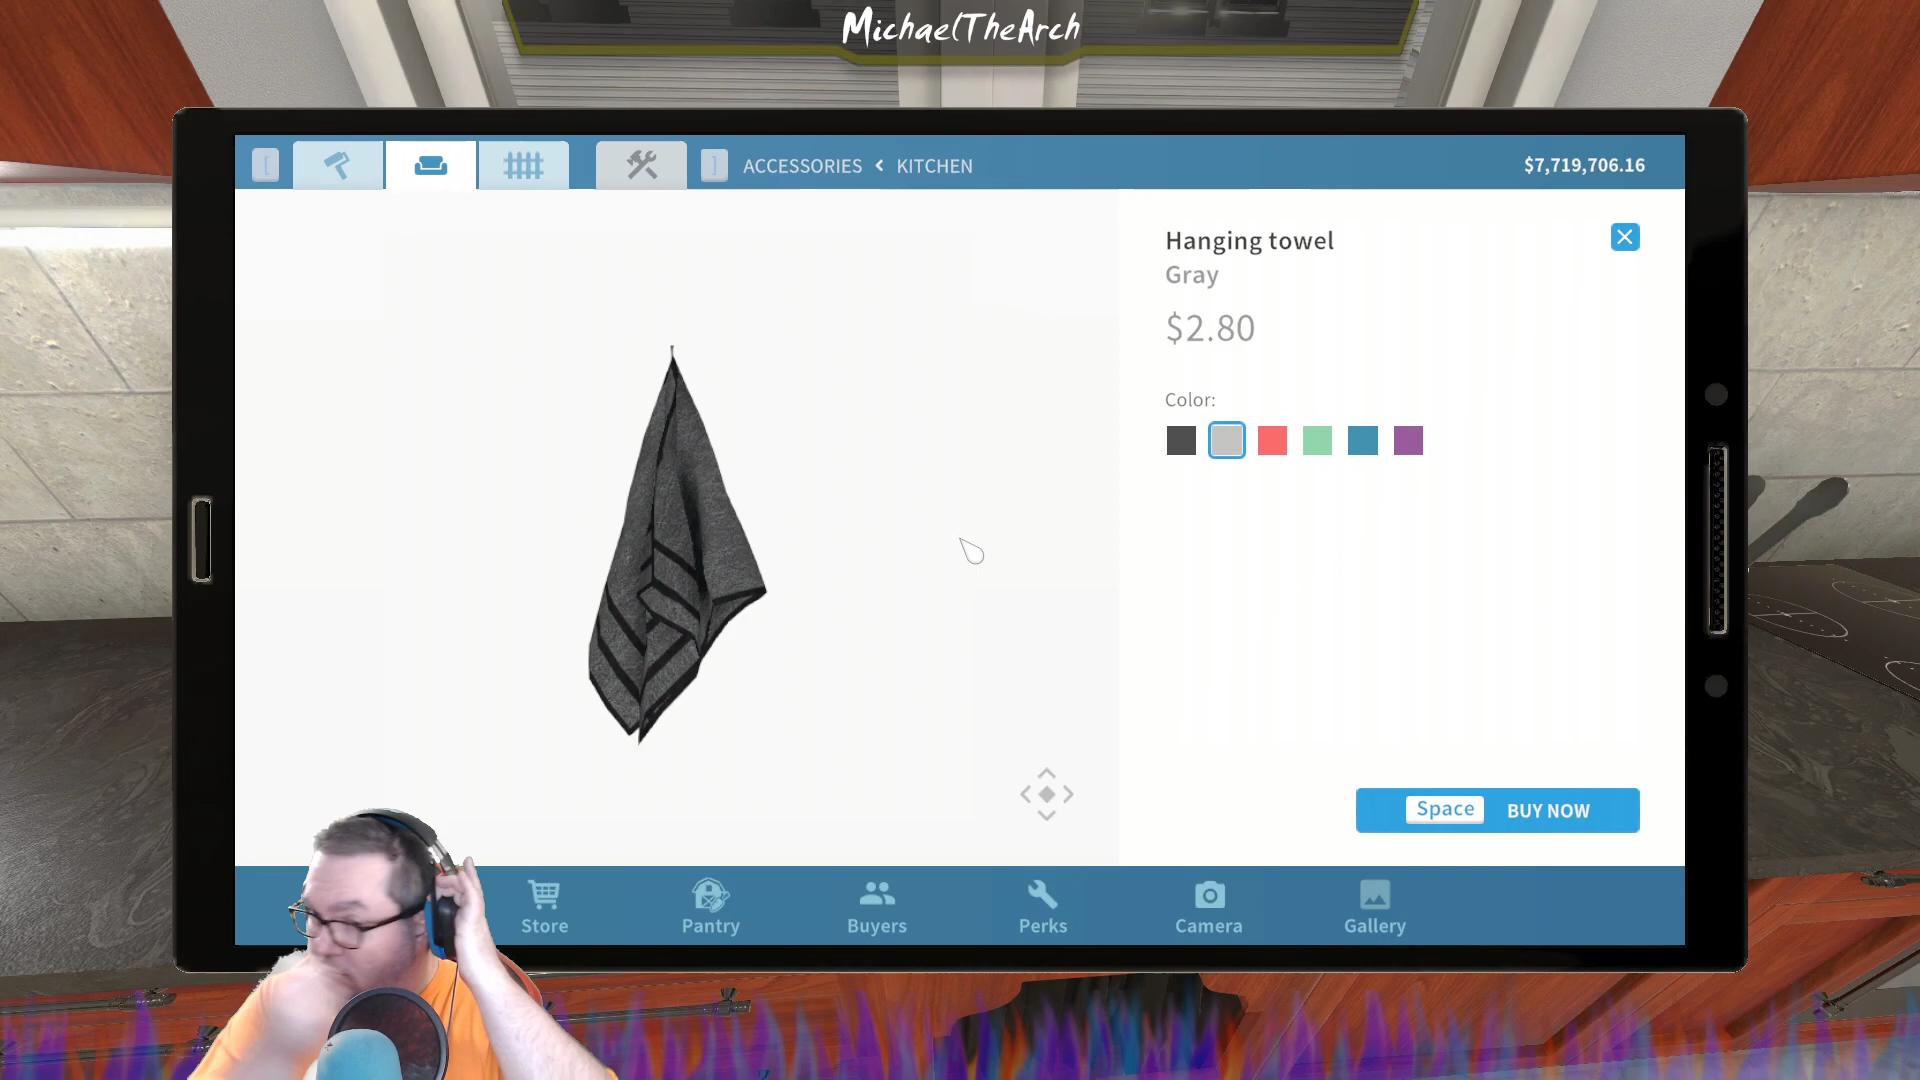 MichaelTheArch
[
]
ACCESSORIES < KITCHEN
$7,719,706.16
Hanging towel
Gray
$2.80
Color:
Space BUY NOW
Store
Pantry
Buyers
Perks
Camera
Gallery